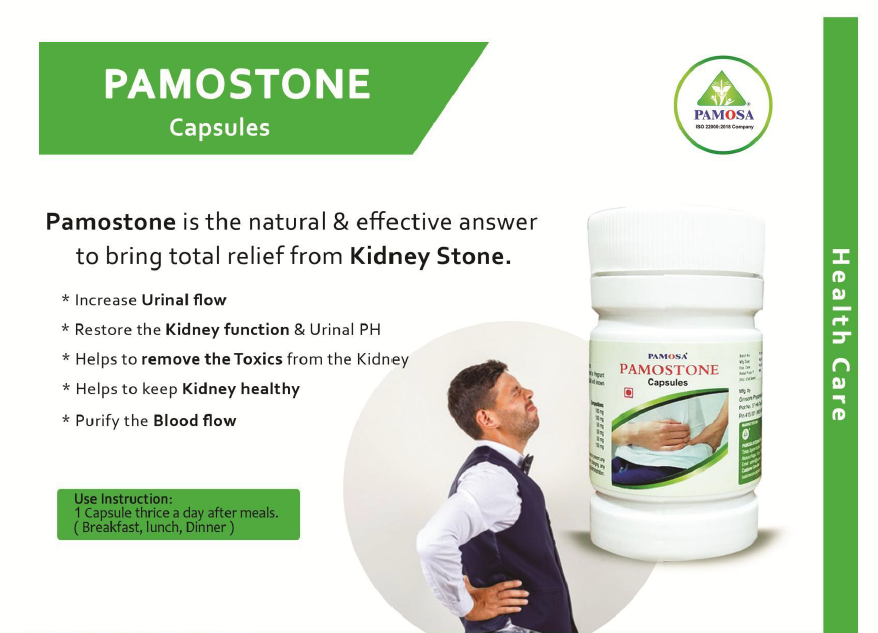 PAMOSTONE
Capsules
PAMOSA
ISO 22000:2018 Company
Pamostone is the natural & effective answer
to bring total relief from Kidney Stone.
* Increase Urinal flow
* Restore the Kidney function & Urinal PH
* Helps to remove the Toxics from the Kidney
* Helps to keep Kidney healthy
* Purify the Blood flow
Use Instruction:
1 Capsule thrice a day after meals.
( Breakfast, lunch, Dinner )
PAMOSA
PAMOSTONE
Capsules
Mfg. By
Health Care